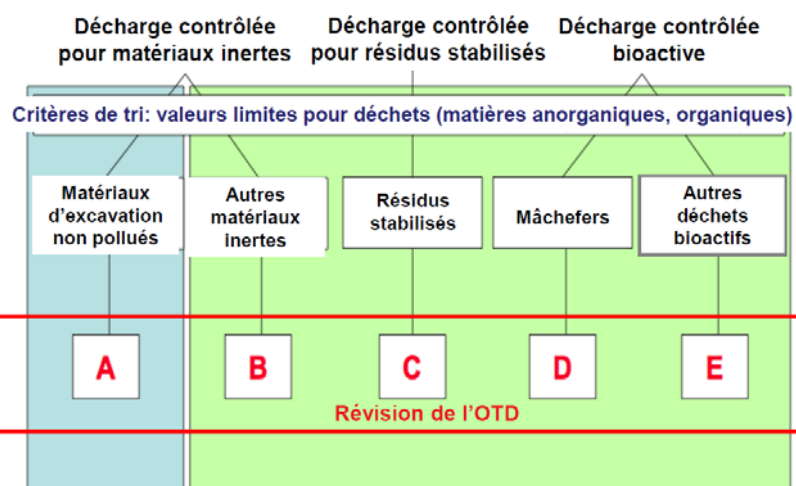 Décharge contrôlée
pour matériaux inertes
Décharge contrôlée
pour résidus stabilisés
Décharge contrôlée
bioactive
Critères de tri: valeurs limites pour déchets (matières anorganiques, organiques)
Matériaux
d'excavation
non pollués
Autres
matériaux
inertes
Résidus
stabilisés
Mâchefers
Autres
déchets
bioactifs
A
B
C
D
E
Révision de l'OTD